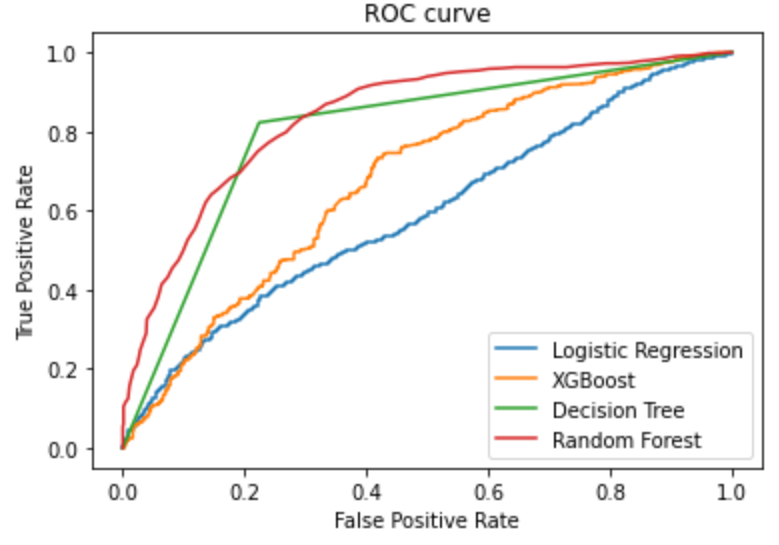 ROC curve
1.0
0.8
0.6
0.4
0.2
0.0
True Positive Rate
Logistic Regression
XGBoost
Decision Tree
Random Forest
0.0 0.2 0.4 0.6 0.8 1.0
False Positive Rate